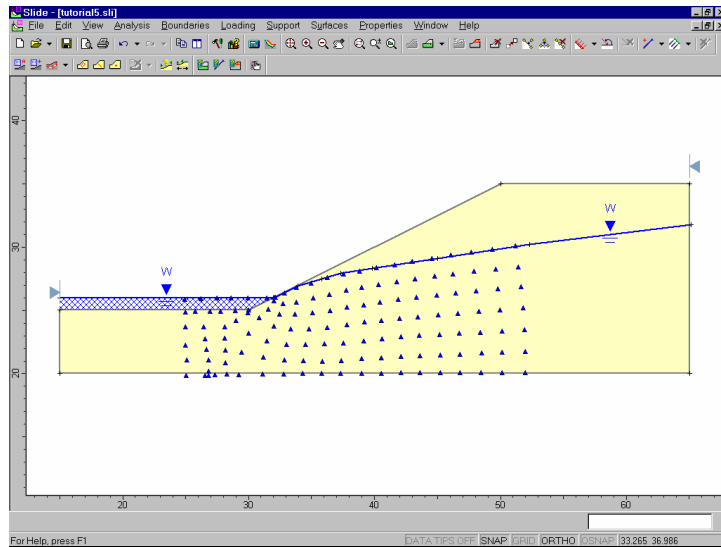 Slide - [tutorial5.sli]
File Edit View Analysis Boundaries Loading Support Surfaces Properties Window Help
40
30
20
W
W
20 30 40 50 60
For Help, press F1 DATA TIPS OFF SNAP GRID ORTHO OSNAP 33.265 36.986